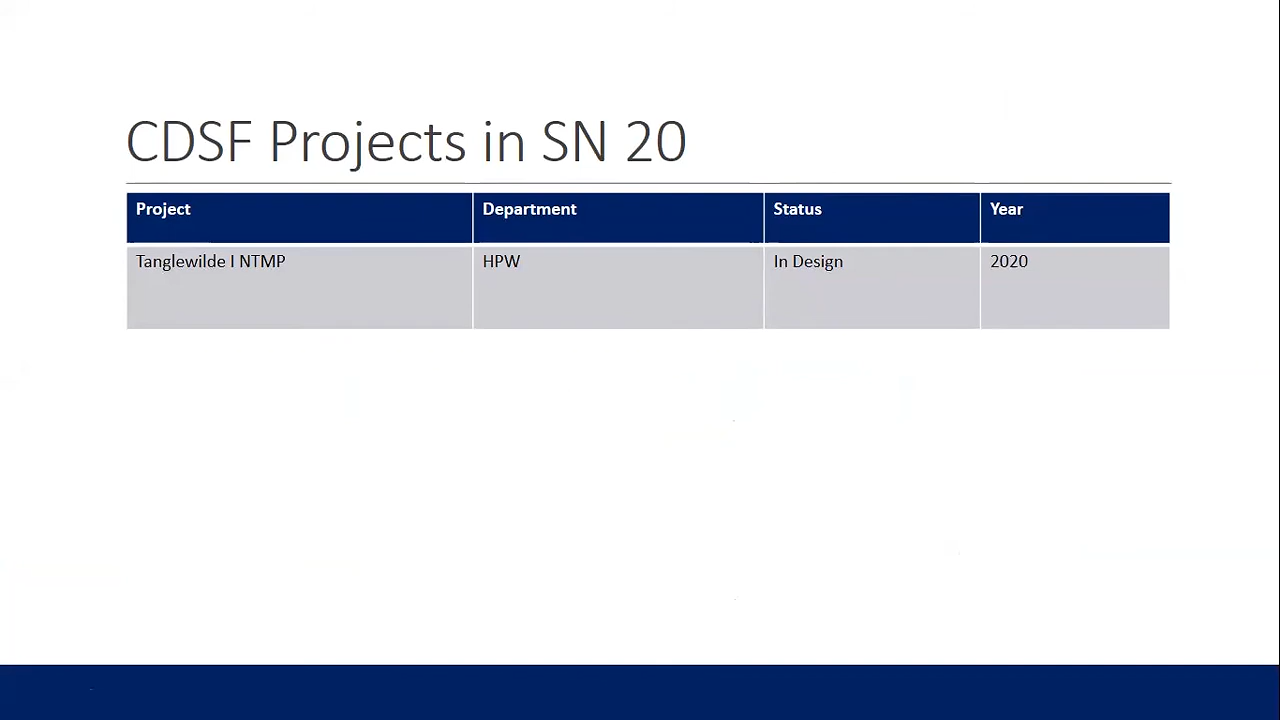 CDSF Projects in SN 20
Project Department Status Year
Tanglewilde I NTMP HPW In Design 2020